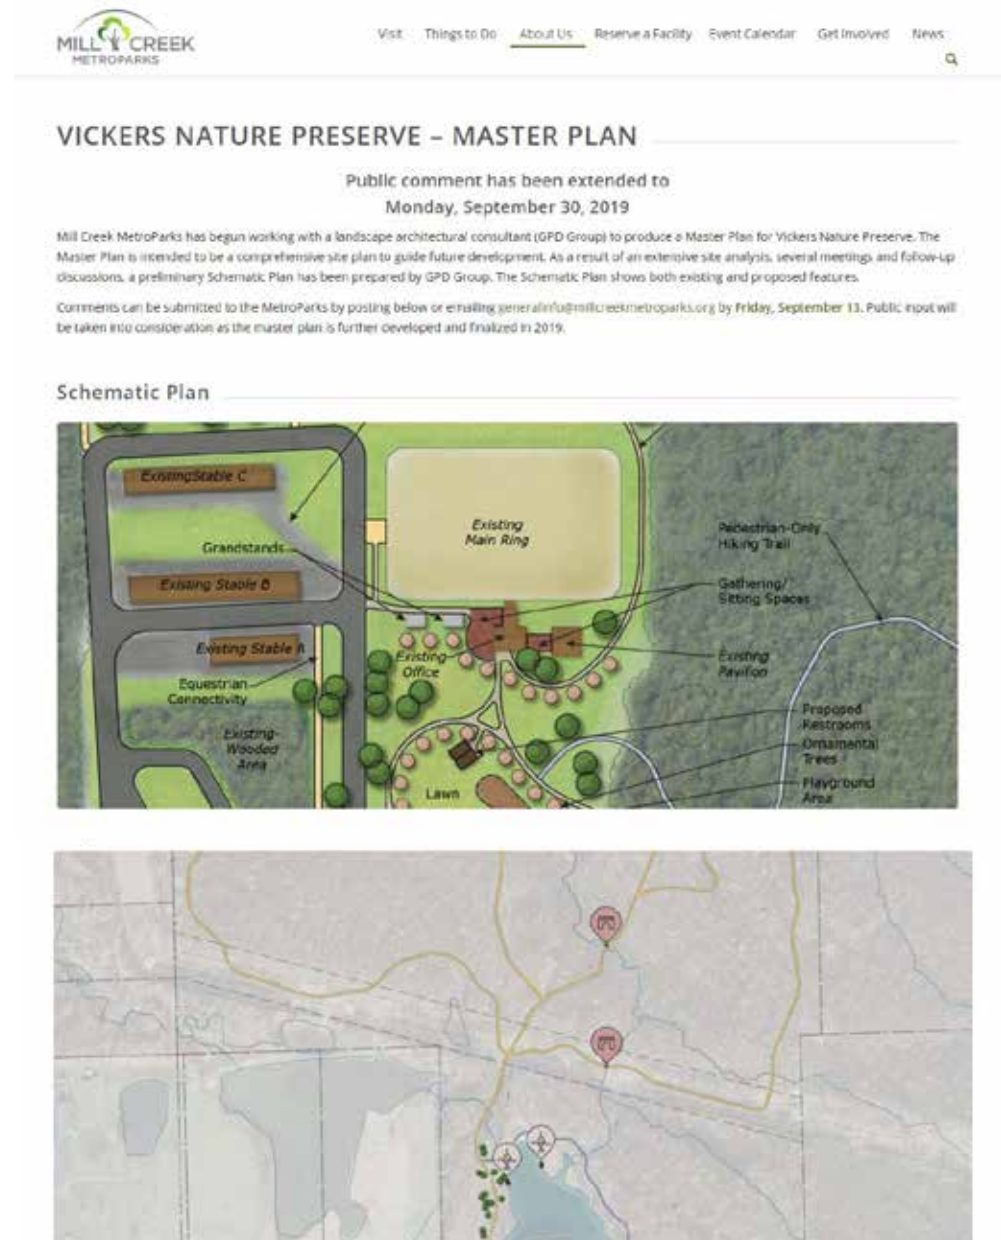 MILL CREEK
METROPARKS
Visit Things to Do About Us Reserve a Facility Event Calendar Get Involved News
VICKERS NATURE PRESERVE – MASTER PLAN
Public comment has been extended to
Monday, September 30, 2019
Mill Creek MetroParks has begun working with a landscape architectural consultant (GPD Group) to produce a Master Plan for Vickers Nature Preserve. The
Master Plan is intended to be a comprehensive site plan to guide future development. As a result of an extensive site analysis, several meetings and follow-up
discussions, a preliminary Schematic Plan has been prepared by GPD Group. The Schematic Plan shows both existing and proposed features.
Comments can be submitted to the MetroParks by posting below or emailing generalinfo@millcreekmetroparks.org by Friday, September 13. Public input will
be taken into consideration as the master plan is further developed and finalized in 2019.
Schematic Plan
Existing Stable C
Existing
Main Ring
Pedestrian-Only
Hiking Trail
Grandstands
Existing Stable B
Gathering/
Sitting Spaces
Existing Stable A
Existing
Office
Existing
Pavilion
Equestrian
Connectivity
Existing
Wooded
Area
Proposed
Restrooms
Ornamental
Trees
Lawn
Playground
Area